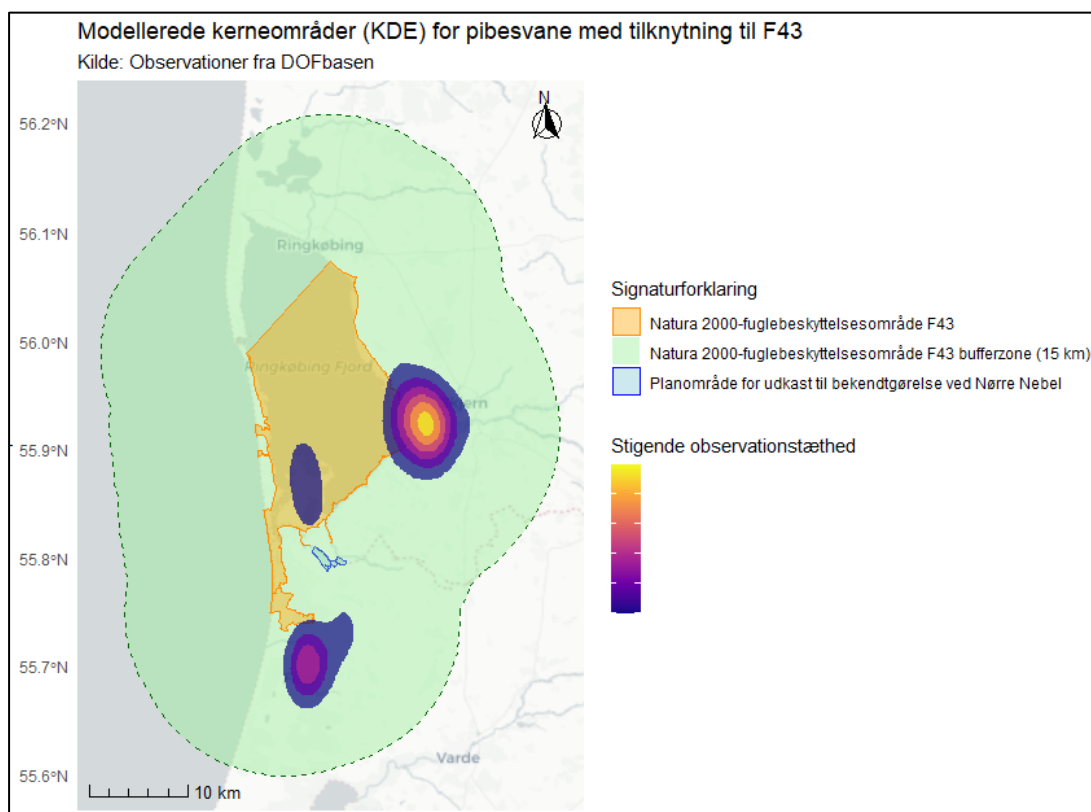 Modellerede kerneområder (KDE) for pibesvane med tilknytning til F43
Kilde: Observationer fra DOFbasen
N
56.2°N
56.1°N
Ringkøbing
56.0°N
Ringkøbing Fjord
55.9°N
55.8°N
55.7°N
Varde
55.6°N
10 km
Signaturforklaring
Natura 2000-fuglebeskyttelsesområde F43
Natura 2000-fuglebeskyttelsesområde F43 bufferzone (15 km)
Planområde for udkast til bekendtgørelse ved Nørre Nebel
Stigende observationstæthed